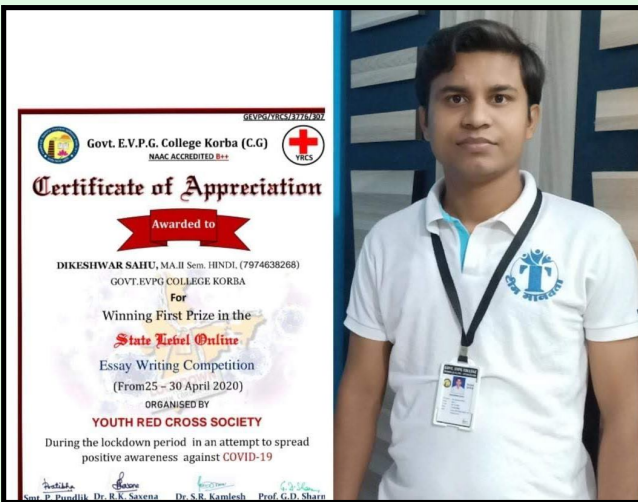 GEVPG/YRCS/3776/307
Govt. E.V.P.G. College Korba (C.G)
NAAC ACCREDITED B++
YRCS
Certificate of Appreciation
Awarded to
DIKESHWAR SAHU, MA.II Sem. HINDI, (7974638268)
GOVT.EVPG COLLEGE KORBA
For
Winning First Prize in the
State Level Online
Essay Writing Competition
(From25 – 30 April 2020)
ORGANISED BY
YOUTH RED CROSS SOCIETY
During the lockdown period in an attempt to spread
positive awareness against COVID-19
Smt. P. Pundlik Dr. R.K. Saxena Dr. S.R. Kamlesh Prof. G.D. Sharm
टीम मानवता